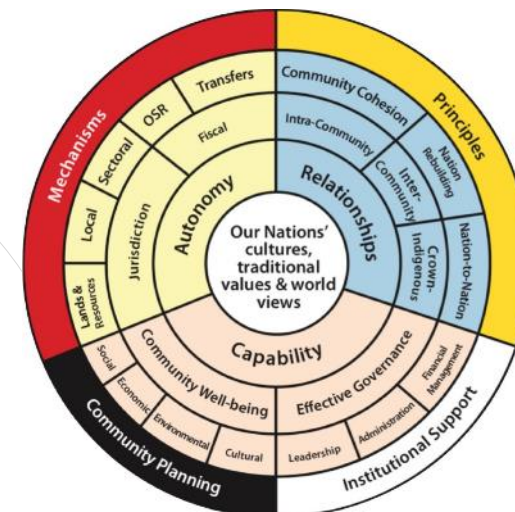 Mechanisms
Principles
Community Planning
Institutional Support
Transfers
OSR
Sectoral
Local
Lands &
Resources
Fiscal
Jurisdiction
Autonomy
Community Cohesion
Nation
Rebuilding
Nation-to-Nation
Intra-Community
Inter-
Community
Crown-
Indigenous
Relationships
Our Nations'
cultures,
traditional
values & world
views
Capability
Community Well-being
Effective Governance
Social
Economic
Environmental
Cultural
Leadership
Administration
Financial
Management